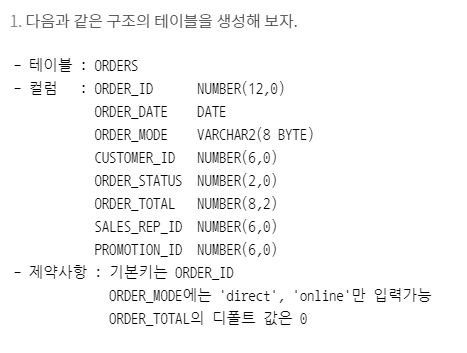 1. 다음과 같은 구조의 테이블을 생성해 보자.
- 테이블 : ORDERS
- 컬럼 : ORDER_ID NUMBER(12,0)
ORDER_DATE DATE
ORDER_MODE VARCHAR2(8 BYTE)
CUSTOMER_ID NUMBER(6,0)
ORDER_STATUS NUMBER(2,0)
ORDER_TOTAL NUMBER(8,2)
SALES_REP_ID NUMBER(6,0)
PROMOTION_ID NUMBER(6,0)
- 제약사항 : 기본키는 ORDER_ID
ORDER_MODE에는 'direct', 'online'만 입력가능
ORDER_TOTAL의 디폴트 값은 0